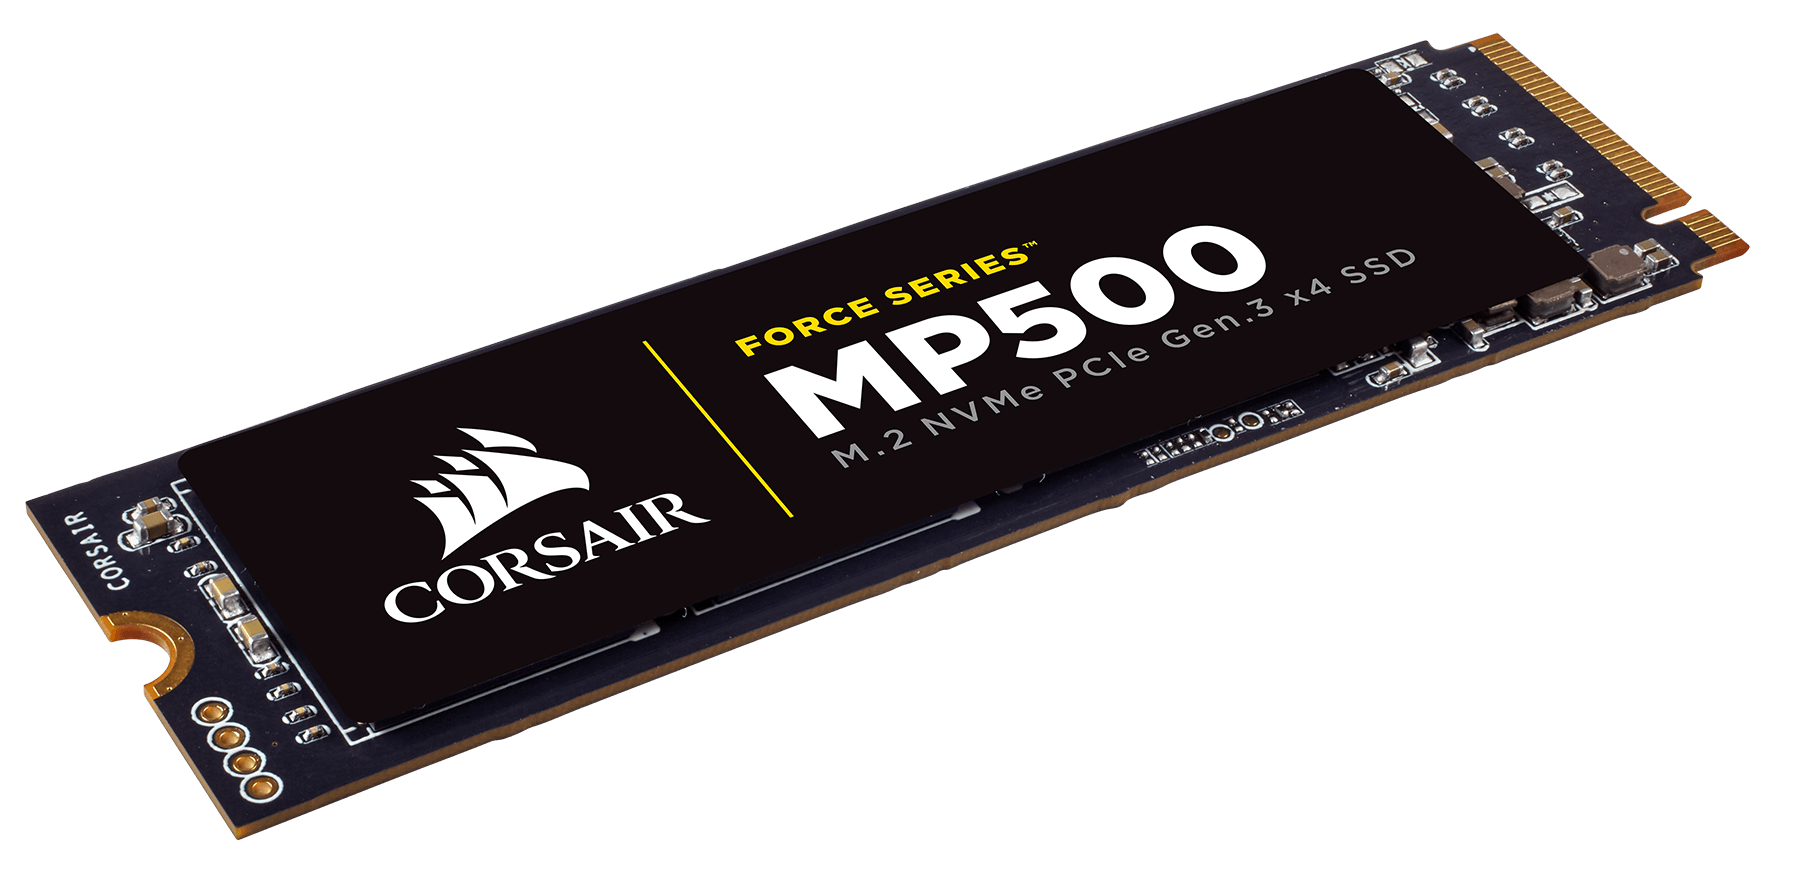 FORCE SERIES™
MP500
M.2 NVMe PCIe Gen.3 x4 SSD
CORSAIR
CORSAIR